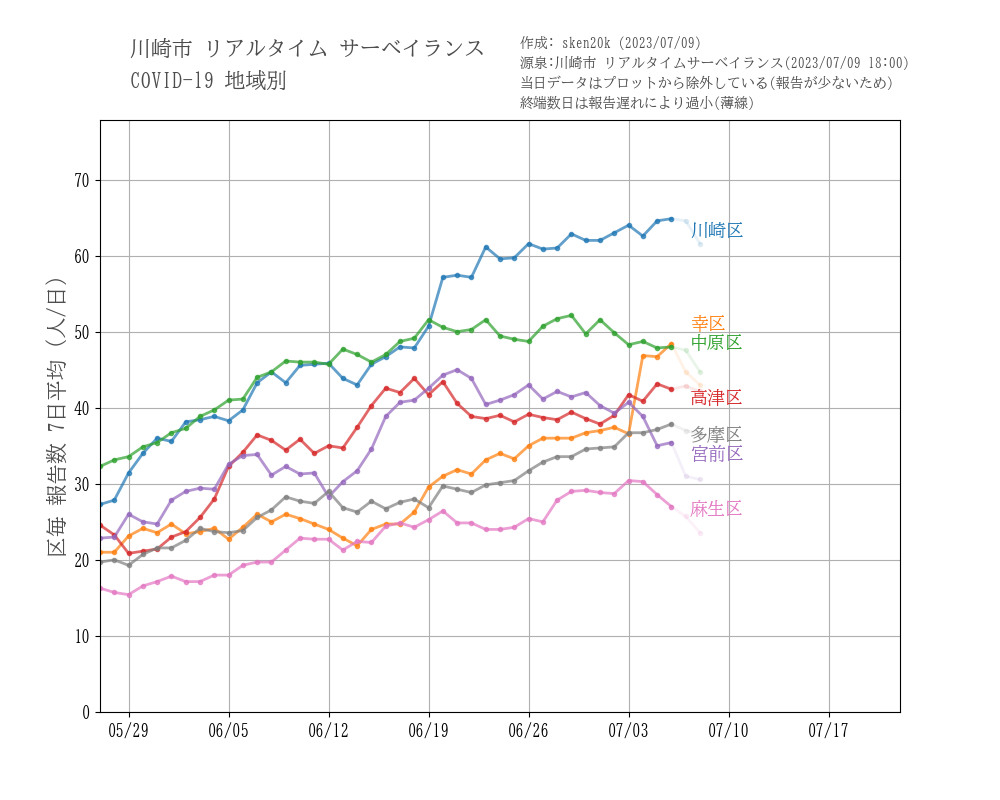 川崎市 リアルタイム サーベイランス
COVID-19 地域別
作成: sken20k (2023/07/09)
源泉:川崎市 リアルタイムサーベイランス(2023/07/09 18:00)
当日データはプロットから除外している(報告が少ないため)
終端数日は報告遅れにより過小(薄線)
区毎 報告数 7日平均 (人/日)
70
60
50
40
30
20
10
0
川崎区
幸区
中原区
高津区
多摩区
宮前区
麻生区
05/29
06/05
06/12
06/19
06/26
07/03
07/10
07/17